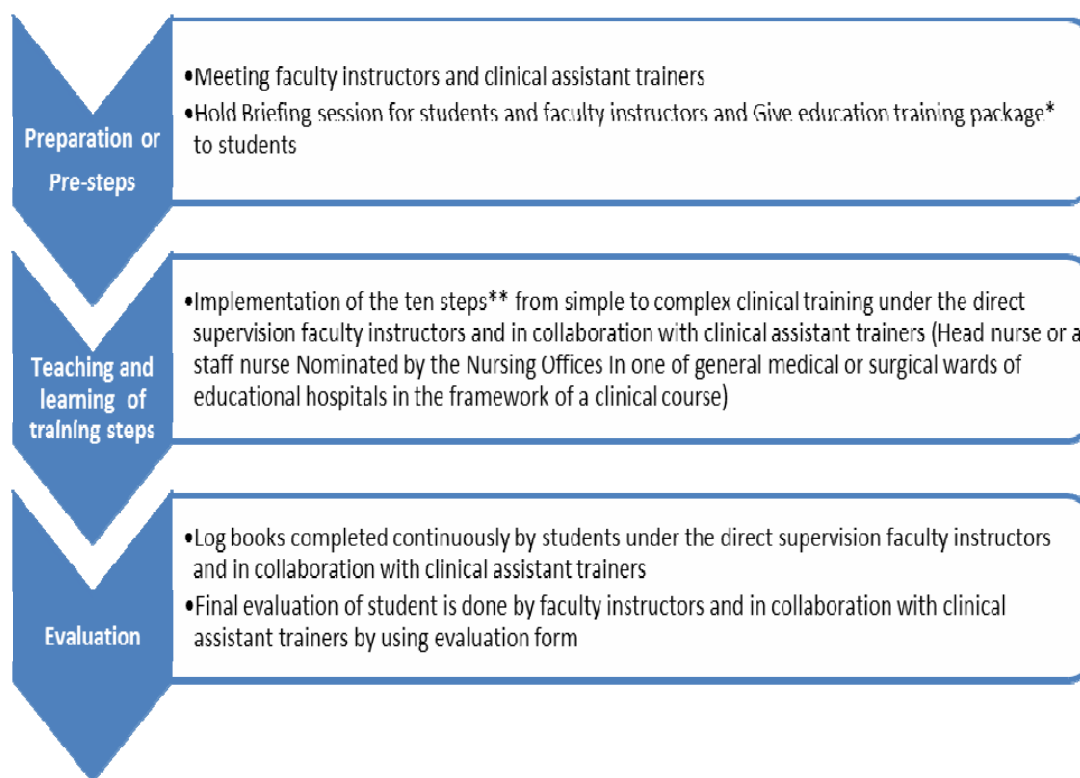 •Meeting faculty instructors and clinical assistant trainers
•Hold Briefing session for students and faculty instructors and Give education training package*
to students
Preparation or
Pre-steps
•Implementation of the ten steps** from simple to complex clinical training under the direct
supervision faculty instructors and in collaboration with clinical assistant trainers (Head nurse or a
staff nurse Nominated by the Nursing Offices In one of general medical or surgical wards of
educational hospitals in the framework of a clinical course)
Teaching and
learning of
training steps
•Log books completed continuously by students under the direct supervision faculty instructors
and in collaboration with clinical assistant trainers
•Final evaluation of student is done by faculty instructors and in collaboration with clinical
assistant trainers by using evaluation form
Evaluation